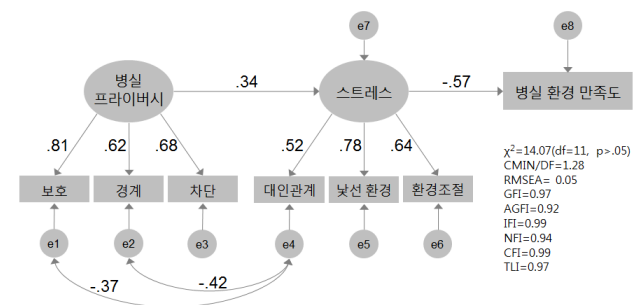 e7
e8
병실
프라이버시
.34
스트레스
-.57
병실 환경 만족도
.81
.62
.68
.52
.78
.64
보호
경계
차단
대인관계
낯선 환경
환경조절
e1
e2
e3
e4
e5
e6
-.37
-.42
χ²=14.07(df=11, p>.05)
CMIN/DF=1.28
RMSEA= 0.05
GFI=0.97
AGFI=0.92
IFI=0.99
NFI=0.94
CFI=0.99
TLI=0.97